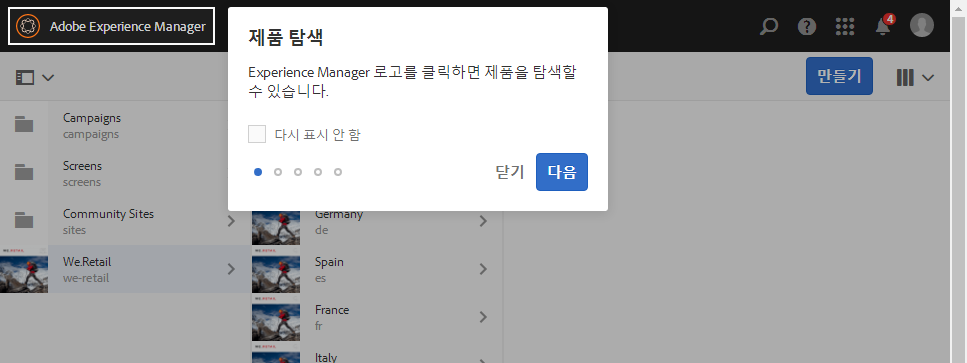 Adobe Experience Manager
4
제품 탐색
Experience Manager 로고를 클릭하면 제품을 탐색할
수 있습니다.
다시 표시 안 함
닫기
다음
만들기
Campaigns
campaigns
Screens
screens
Community Sites
sites
We.Retail
we-retail
Germany
de
Spain
es
France
fr
Italy